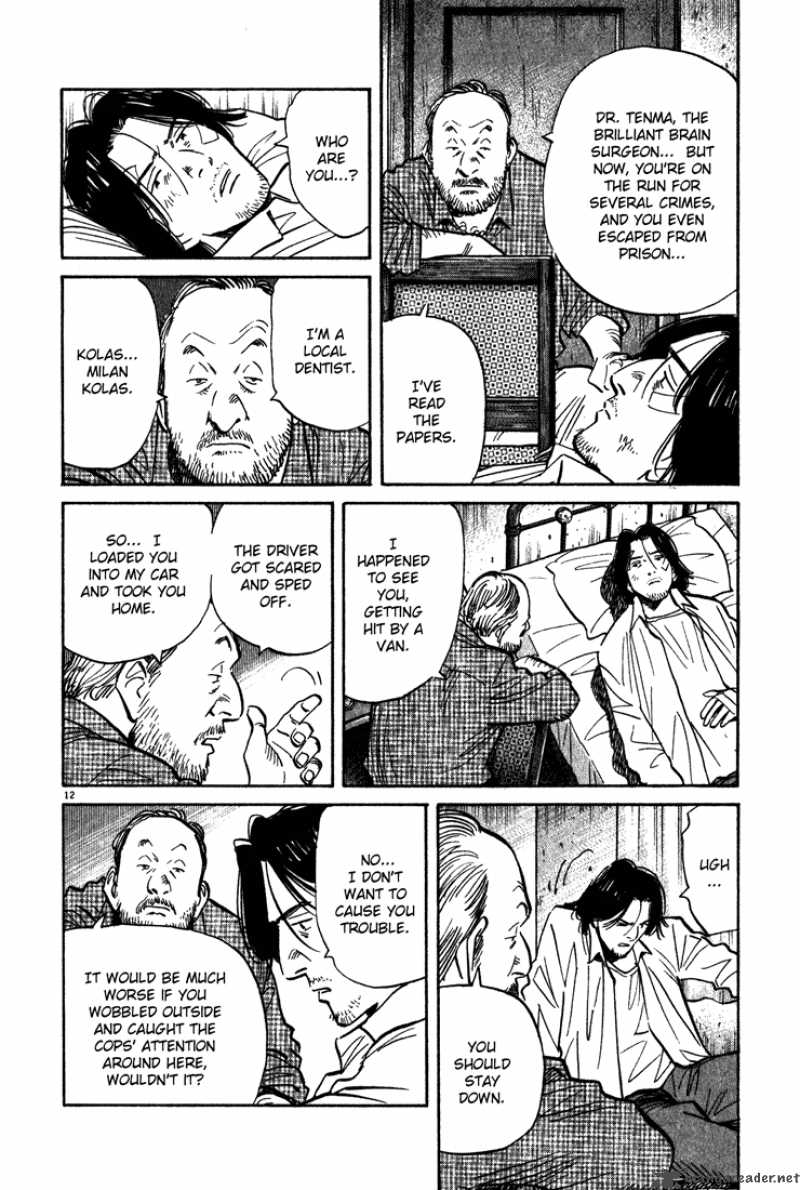 DR. TENMA, THE
BRILLIANT BRAIN
SURGEON... BUT
NOW, YOU'RE ON
THE RUN FOR
SEVERAL CRIMES,
AND YOU EVEN
ESCAPED FROM
PRISON...
I'VE
READ
THE
PAPERS.
WHO
ARE
YOU...?
I'M A
LOCAL
DENTIST.
KOLAS...
MILAN
KOLAS.
I
HAPPENED
TO SEE
YOU,
GETTING
HIT BY A
VAN.
THE DRIVER
GOT SCARED
AND SPED
OFF.
SO... I
LOADED YOU
INTO MY CAR
AND TOOK YOU
HOME.
12
UGH
...
YOU
SHOULD
STAY
DOWN.
NO...
I DON'T
WANT TO
CAUSE YOU
TROUBLE.
IT WOULD BE MUCH
WORSE IF YOU
WOBBLED OUTSIDE
AND CAUGHT THE
COPS' ATTENTION
AROUND HERE,
WOULDN'T IT?